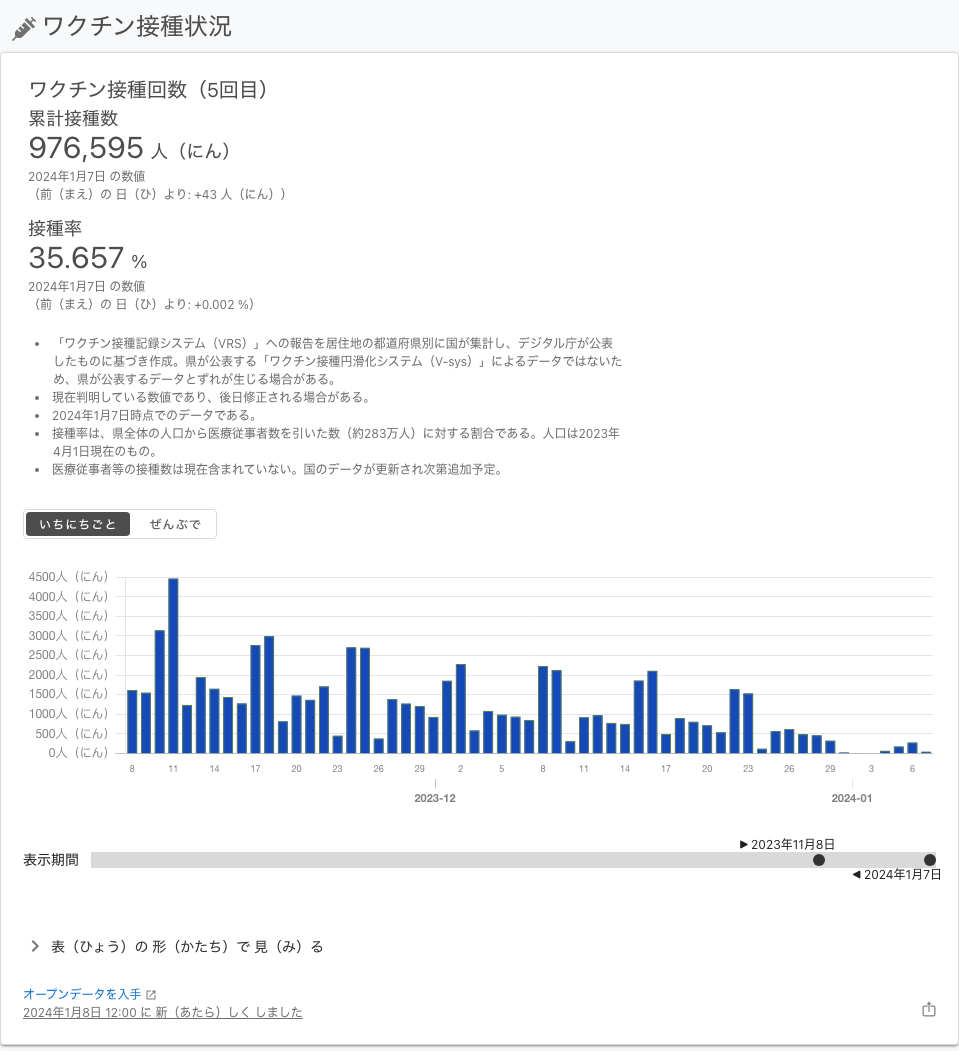 ワクチン接種状況
ワクチン接種回数（5回目）
累計接種数
976,595 人（にん）
2024年1月7日 の数値
（前（まえ）の 日（ひ）より: +43 人（にん））
接種率
35.657 %
2024年1月7日 の数値
（前（まえ）の 日（ひ）より: +0.002 %）
• 「ワクチン接種記録システム（VRS）」への報告を居住地の都道府県別に国が集計し、デジタル庁が公表
したものに基づき作成。県が公表する「ワクチン接種円滑化システム（V-sys）」によるデータではないた
め、県が公表するデータとずれが生じる場合がある。
• 現在判明している数値であり、後日修正される場合がある。
• 2024年1月7日時点でのデータである。
• 接種率は、県全体の人口から医療従事者数を引いた数（約283万人）に対する割合である。人口は2023年
4月1日現在のもの。
• 医療従事者等の接種数は現在含まれていない。国のデータが更新され次第追加予定。
いちにちごと ぜんぶで
4500人（にん）
4000人（にん）
3500人（にん）
3000人（にん）
2500人（にん）
2000人（にん）
1500人（にん）
1000人（にん）
500人（にん）
0人（にん）
8 11 14 17 20 23 26 29 2 5 8 11 14 17 20 23 26 29 3 6
2023-12 2024-01
▶ 2023年11月8日
表示期間
◀ 2024年1月7日
表（ひょう）の 形（かたち）で 見（み）る
オープンデータを入手
2024年1月8日 12:00 に 新（あたら）しく しました